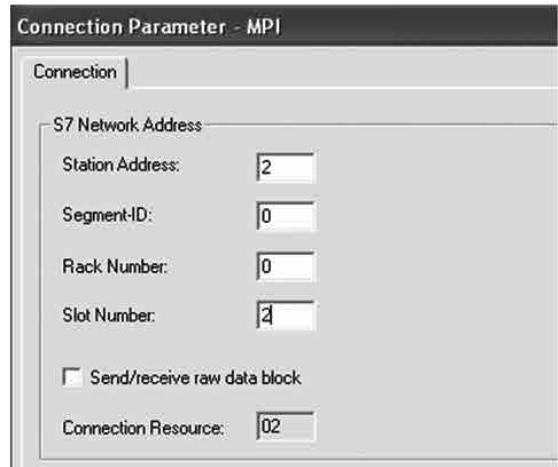 Connection Parameter - MPI
Connection
S7 Network Address
Station Address: 2
Segment-ID: 0
Rack Number: 0
Slot Number: 2
Send/receive raw data block
Connection Resource: 02